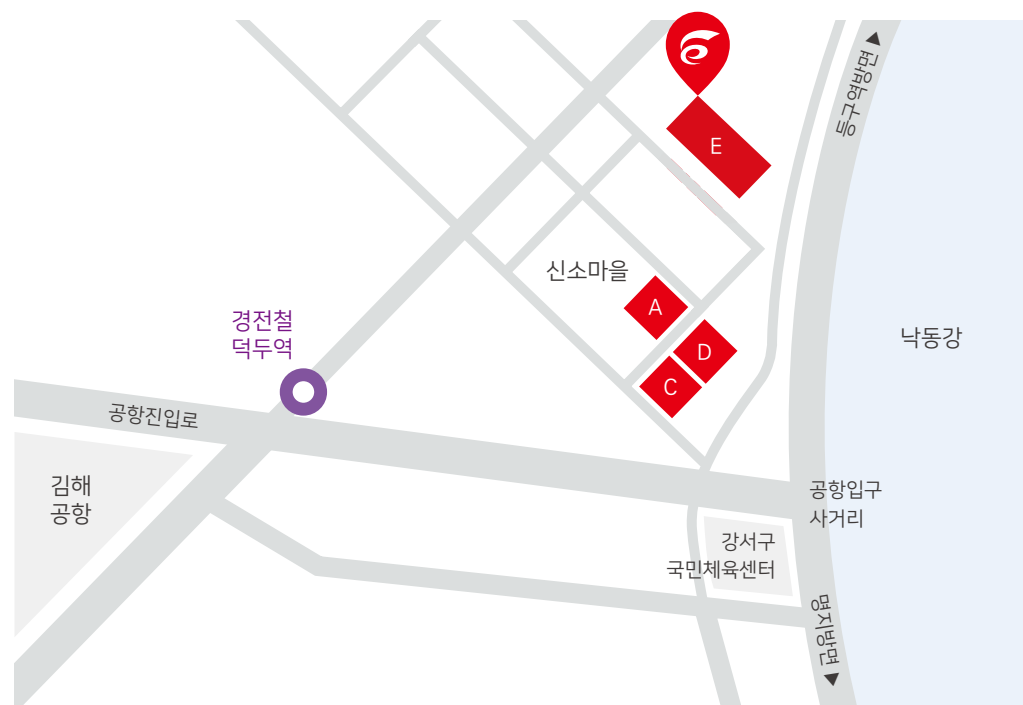 등구역방면▲
E
신소마을
A
경전철
덕두역
D
낙동강
C
공항진입로
김해
공항
공항입구
사거리
강서구
국민체육센터
명지방면▼